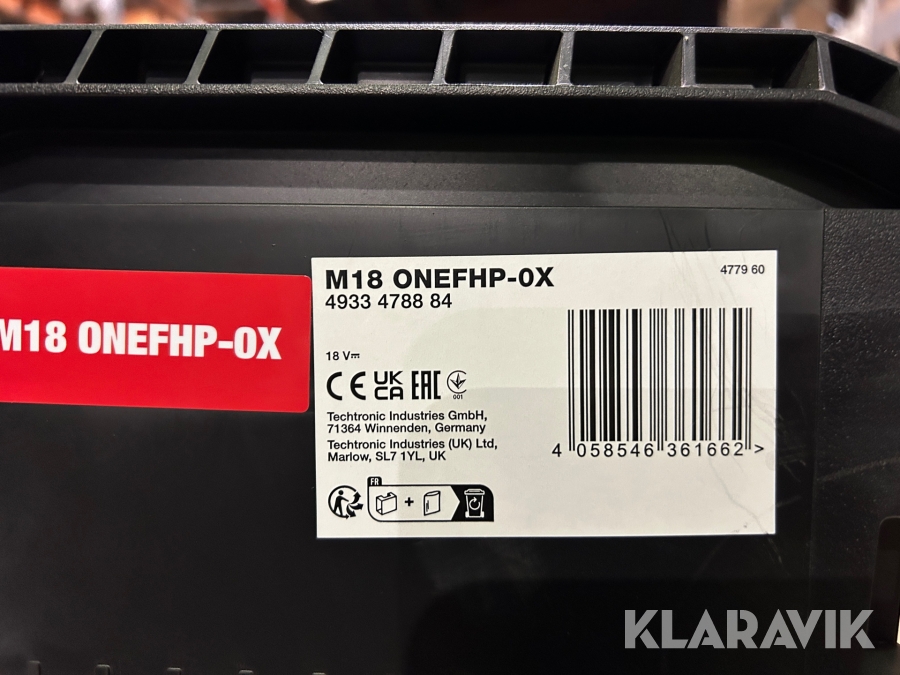 M18 ONEFHP-0X
M18 ONEFHP-0X
4933 4788 84
4779 60
18 V
CE UK CA EAC
001
Techtronic Industries GmbH,
71364 Winnenden, Germany
Techtronic Industries (UK) Ltd,
Marlow, SL7 1YL, UK
FR
+
4 058546 361662 >
KLARAVIK